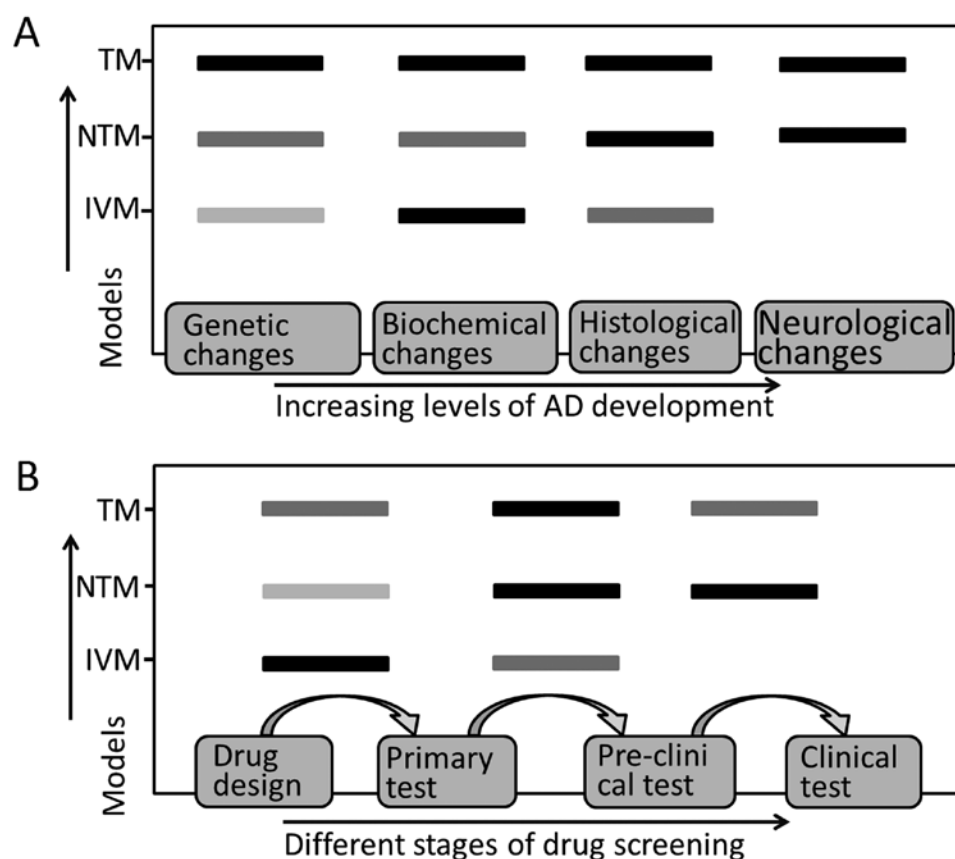 A
TM
NTM
IVM
Models
Genetic
changes
Biochemical
changes
Histological
changes
Neurological
changes
Increasing levels of AD development
B
TM
NTM
IVM
Models
Drug
design
Primary
test
Pre-clini
cal test
Clinical
test
Different stages of drug screening